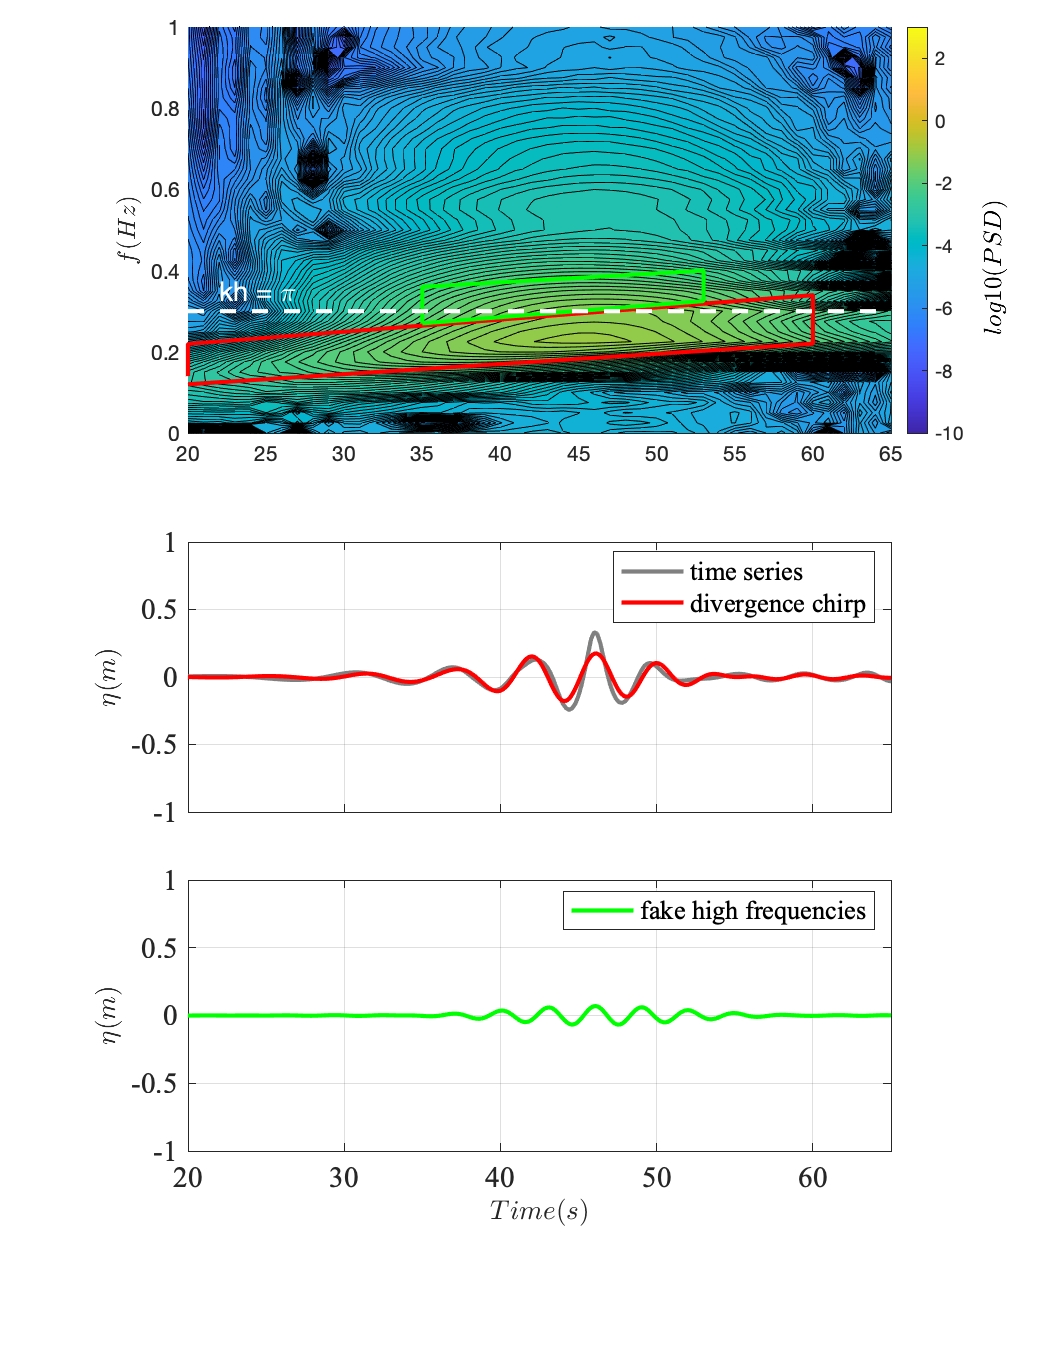 1
0.8
0.6
0.4
0.2
0
f(Hz)
kh = π
20 25 30 35 40 45 50 55 60 65
2
0
-2
-4
-6
-8
-10
log10(PSD)
1
0.5
0
-0.5
-1
η(m)
time series
divergence chirp
1
0.5
0
-0.5
-1
η(m)
fake high frequencies
20 30 40 50 60
Time(s)